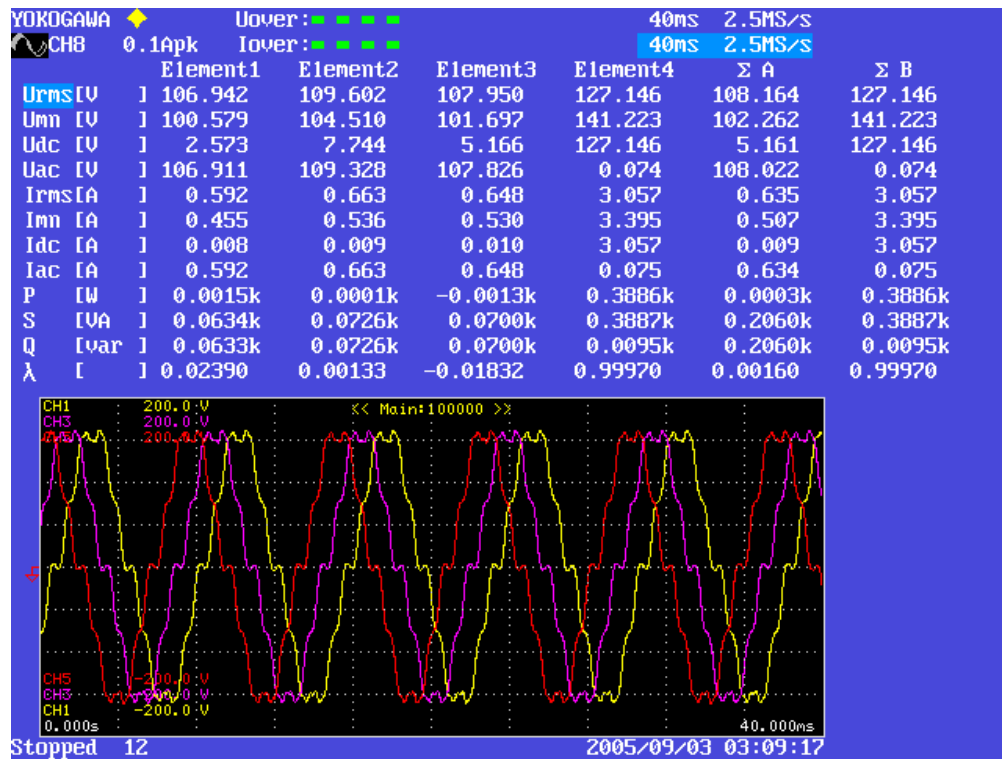 YOKOGAWA Uover: 40ms 2.5MS/s
CH8 0.1Apk Iover: 40ms 2.5MS/s
Element1 Element2 Element3 Element4 Σ A Σ B
Urms[V ] 106.942 109.602 107.950 127.146 108.164 127.146
Umn [V ] 100.579 104.510 101.697 141.223 102.262 141.223
Udc [V ] 2.573 7.744 5.166 127.146 5.161 127.146
Uac [V ] 106.911 109.328 107.826 0.074 108.022 0.074
Irms[A ] 0.592 0.663 0.648 3.057 0.635 3.057
Imn [A ] 0.455 0.536 0.530 3.395 0.507 3.395
Idc [A ] 0.008 0.009 0.010 3.057 0.009 3.057
Iac [A ] 0.592 0.663 0.648 0.075 0.634 0.075
P [W ] 0.0015k 0.0001k -0.0013k 0.3886k 0.0003k 0.3886k
S [VA ] 0.0634k 0.0726k 0.0700k 0.3887k 0.2060k 0.3887k
Q [var ] 0.0633k 0.0726k 0.0700k 0.0095k 0.2060k 0.0095k
λ [ ] 0.02390 0.00133 -0.01832 0.99970 0.00160 0.99970
CH1 200.0 V << Main:100000 >>
CH3 200.0 V
200.0 V
CH5 -200.0 V
CH3 -200.0 V
CH1 -200.0 V
0.000s 40.000ms
Stopped 12 2005/09/03 03:09:17